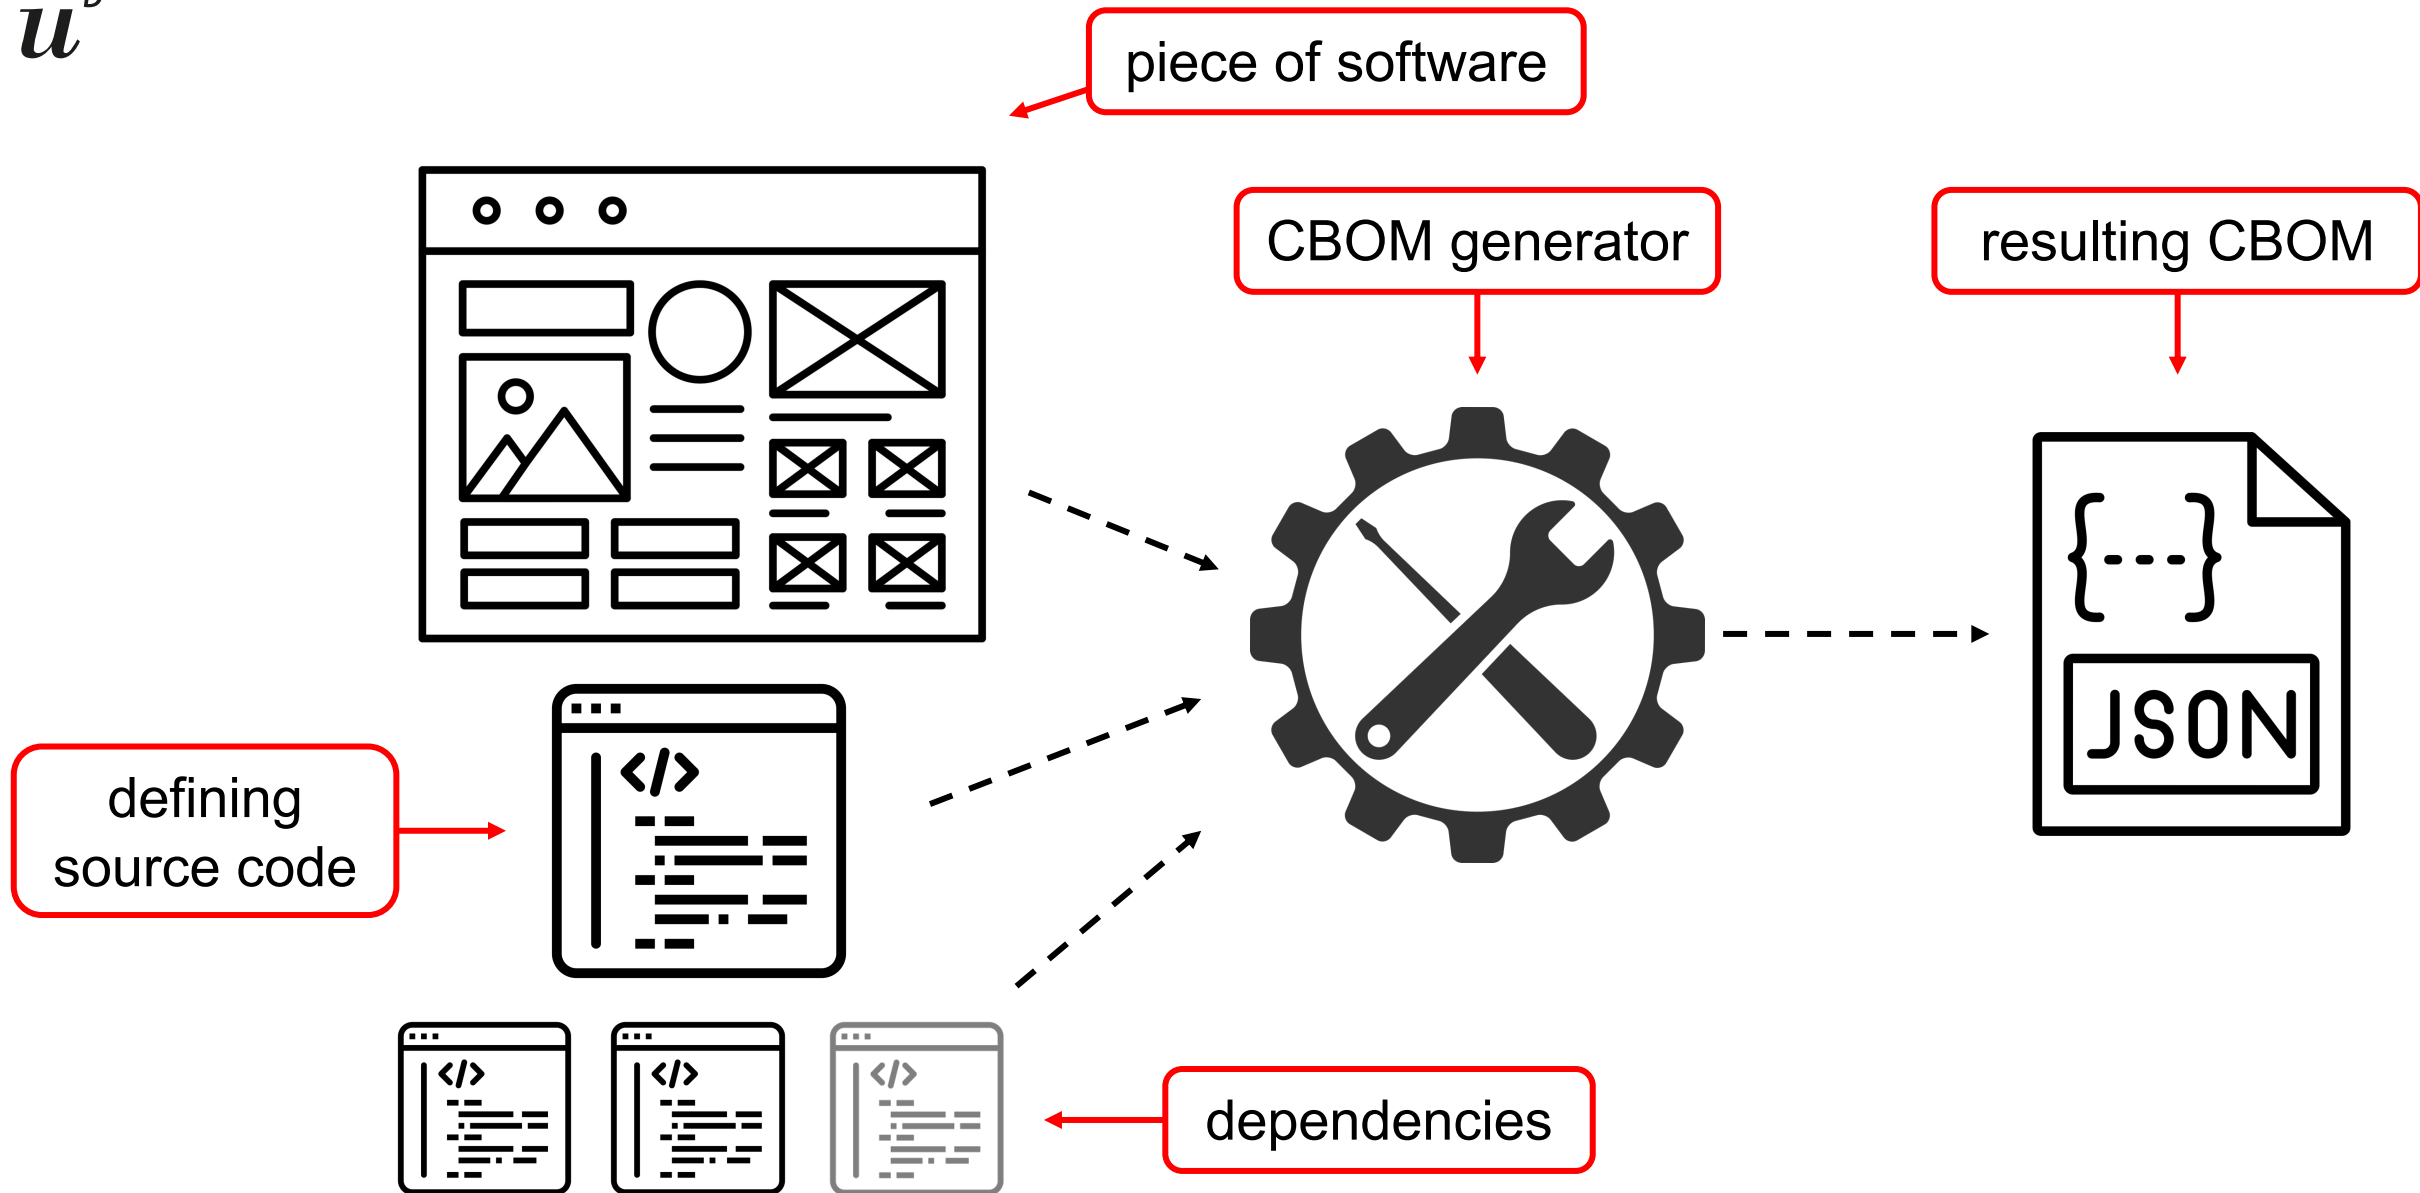 u
b
piece of software
CBOM generator
resulting CBOM
{---}
JSON
</>
defining
source code
</>
</>
</>
dependencies